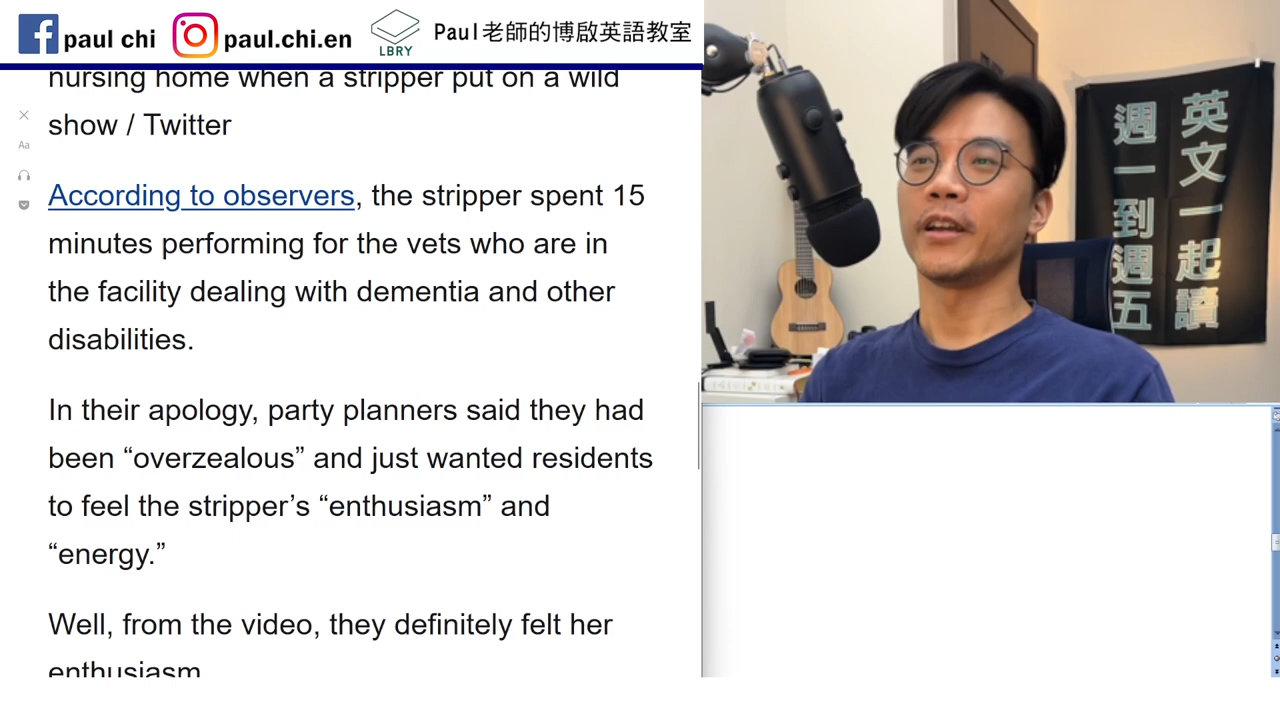 paul chi
paul.chi.en
LBRY
Paul老師的博啟英語教室
nursing home when a stripper put on a wild
show / Twitter
Aa
According to observers, the stripper spent 15
minutes performing for the vets who are in
the facility dealing with dementia and other
disabilities.
In their apology, party planners said they had
been “overzealous” and just wanted residents
to feel the stripper’s “enthusiasm” and
“energy.”
Well, from the video, they definitely felt her
enthusiasm
英文一起讀
週一到週五